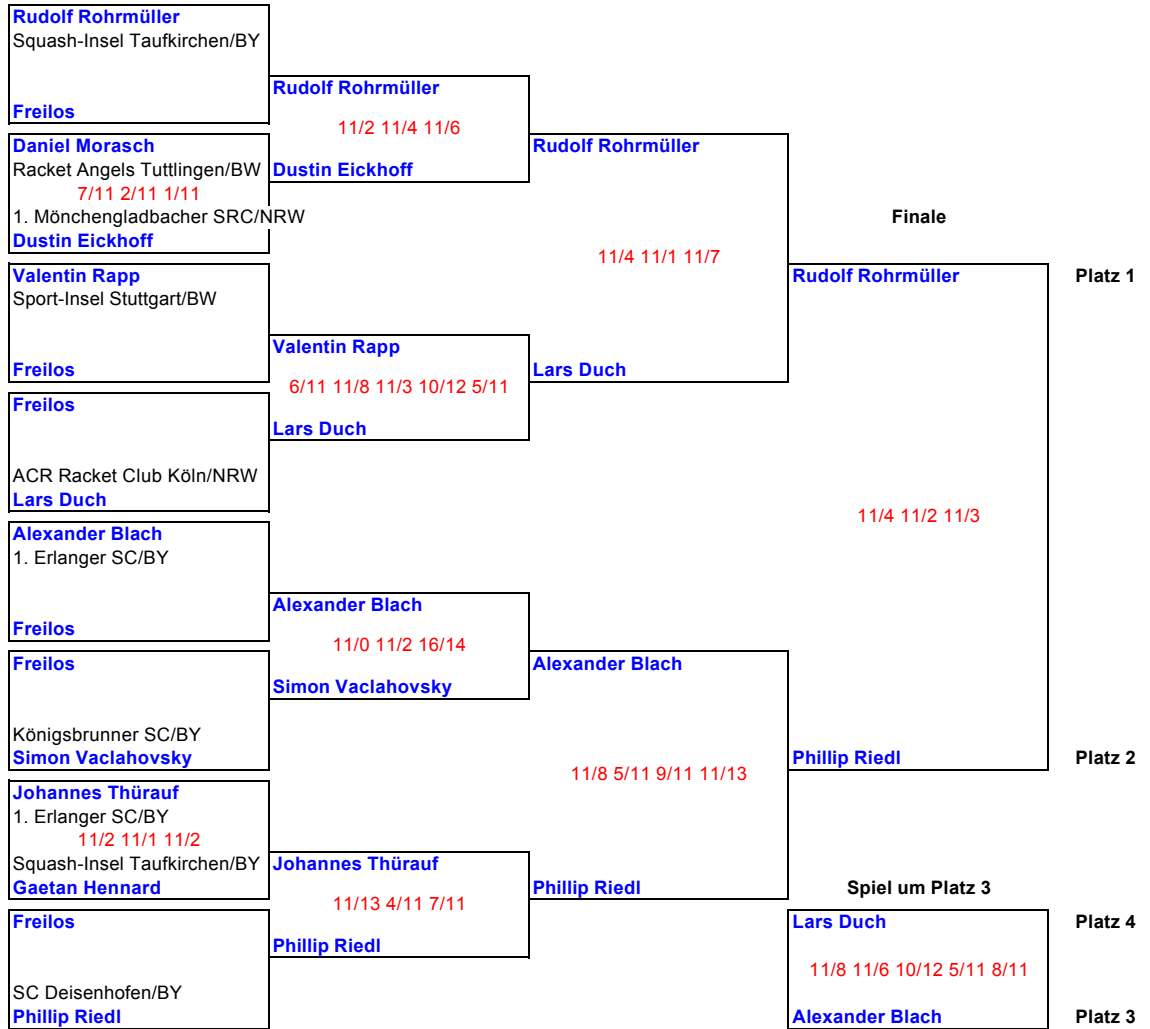 Rudolf Rohrmüller
Squash-Insel Taufkirchen/BY
Freilos
Daniel Morasch
Racket Angels Tuttlingen/BW
7/11 2/11 1/11
1. Mönchengladbacher SRC/NRW
Dustin Eickhoff
Valentin Rapp
Sport-Insel Stuttgart/BW
Freilos
Freilos
ACR Racket Club Köln/NRW
Lars Duch
Alexander Blach
1. Erlanger SC/BY
Freilos
Freilos
Königsbrunner SC/BY
Simon Vaclahovsky
Johannes Thürauf
1. Erlanger SC/BY
11/2 11/1 11/2
Squash-Insel Taufkirchen/BY
Gaetan Hennard
Freilos
SC Deisenhofen/BY
Phillip Riedl
Rudolf Rohrmüller
11/2 11/4 11/6
Dustin Eickhoff
Valentin Rapp
6/11 11/8 11/3 10/12 5/11
Lars Duch
Alexander Blach
11/0 11/2 16/14
Simon Vaclahovsky
Johannes Thürauf
11/13 4/11 7/11
Phillip Riedl
Rudolf Rohrmüller
11/4 11/1 11/7
Lars Duch
Alexander Blach
11/8 5/11 9/11 11/13
Phillip Riedl
Finale
Rudolf Rohrmüller
Platz 1
11/4 11/2 11/3
Phillip Riedl
Platz 2
Spiel um Platz 3
Lars Duch
Platz 4
11/8 11/6 10/12 5/11 8/11
Alexander Blach
Platz 3